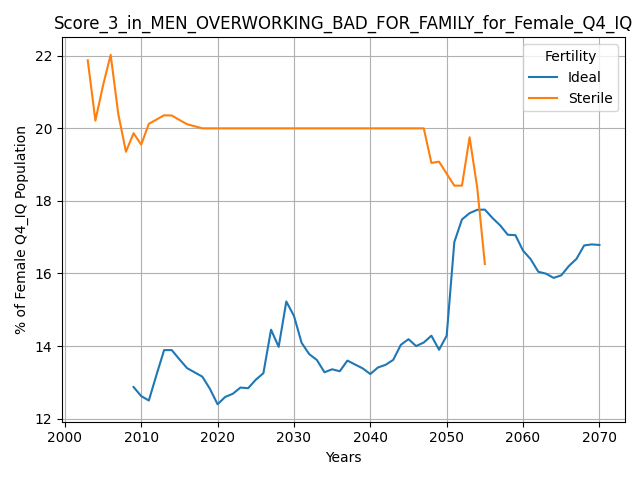 Score_3_in_MEN_OVERWORKING_BAD_FOR_FAMILY_for_Female_Q4_IQ
Fertility
Ideal
Sterile
% of Female Q4_IQ Population
22
20
18
16
14
12
2000
2010
2020
2030
2040
2050
2060
2070
Years